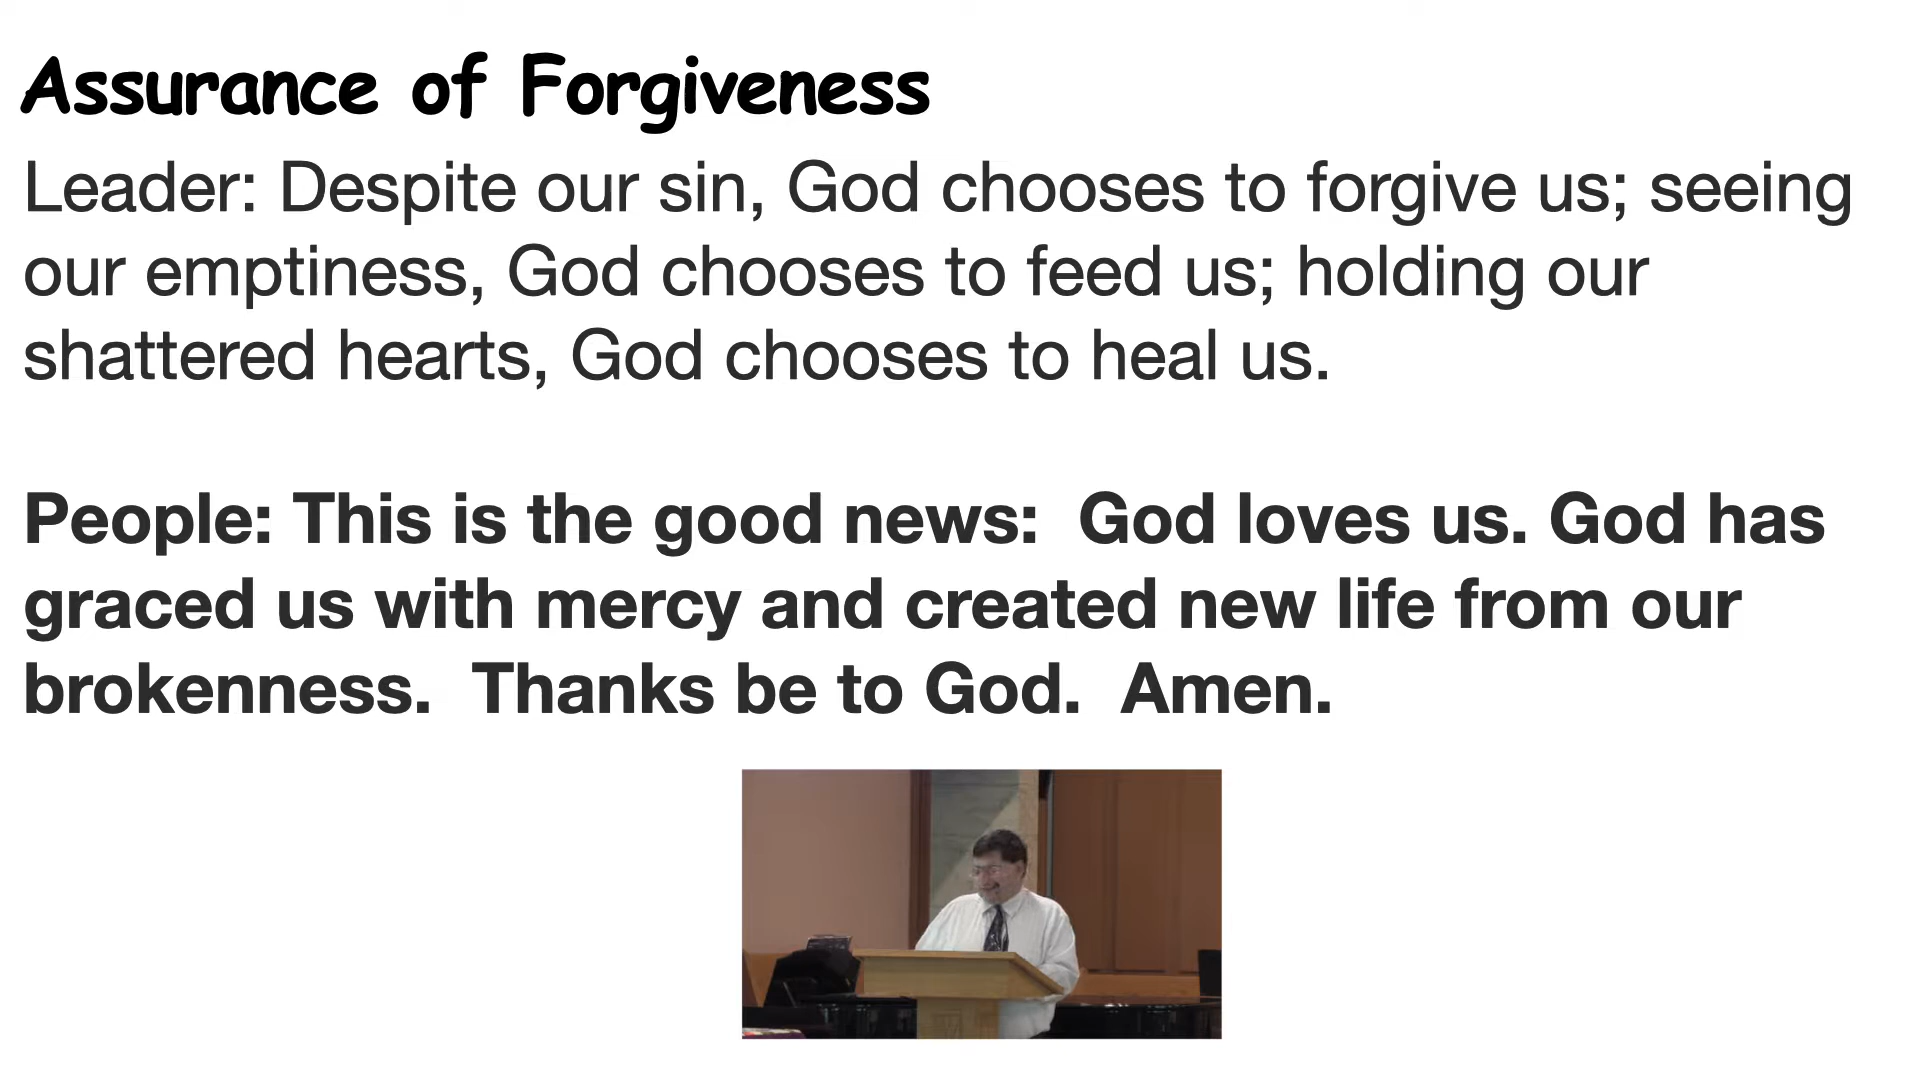 Assurance of Forgiveness
Leader: Despite our sin, God chooses to forgive us; seeing
our emptiness, God chooses to feed us; holding our
shattered hearts, God chooses to heal us.
People: This is the good news:  God loves us. God has
graced us with mercy and created new life from our
brokenness.  Thanks be to God.  Amen.